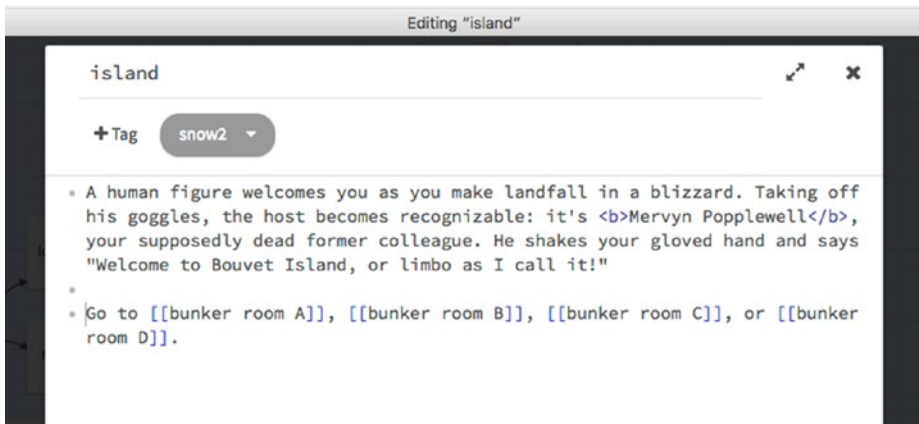 Editing “island”
island
+Tag snow2
A human figure welcomes you as you make landfall in a blizzard. Taking off
his goggles, the host becomes recognizable: it's <b>Mervyn Popplewell</b>,
your supposedly dead former colleague. He shakes your gloved hand and says
"Welcome to Bouvet Island, or limbo as I call it!"
Go to [[bunker room A]], [[bunker room B]], [[bunker room C]], or [[bunker
room D]].